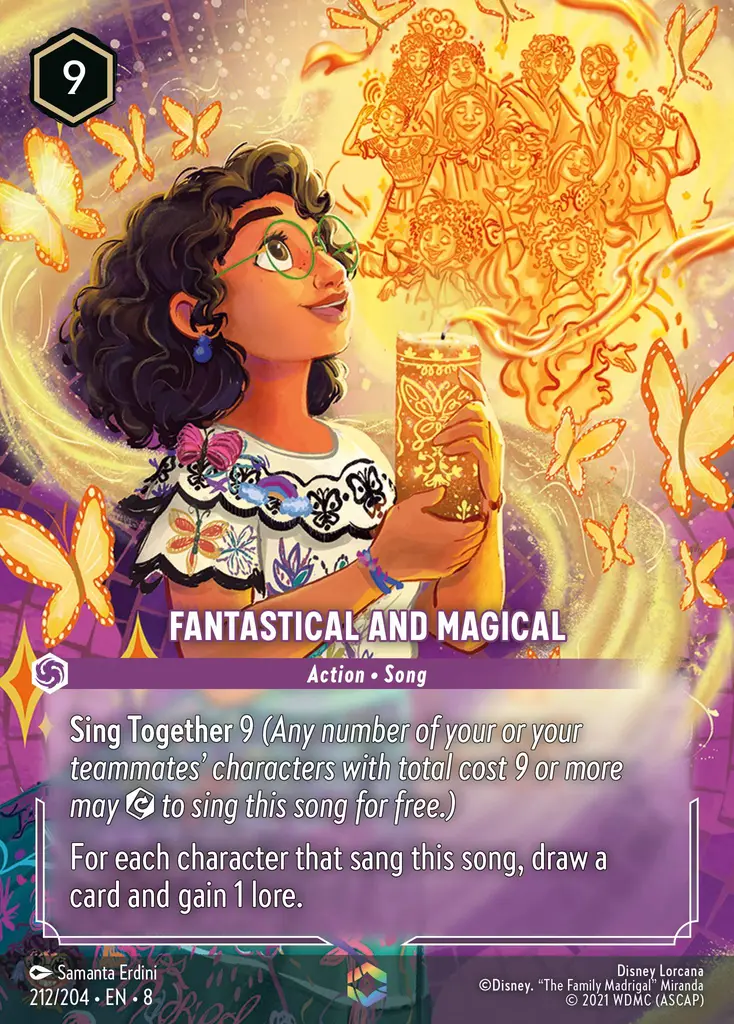 9
FANTASTICAL AND MAGICAL
Action • Song
Sing Together 9 (Any number of your or your
teammates’ characters with total cost 9 or more
may to sing this song for free.)
For each character that sang this song, draw a
card and gain 1 lore.
Samanta Erdini
212/204 • EN • 8
Disney Lorcana
©Disney. “The Family Madrigal” Miranda
© 2021 WDMC (ASCAP)